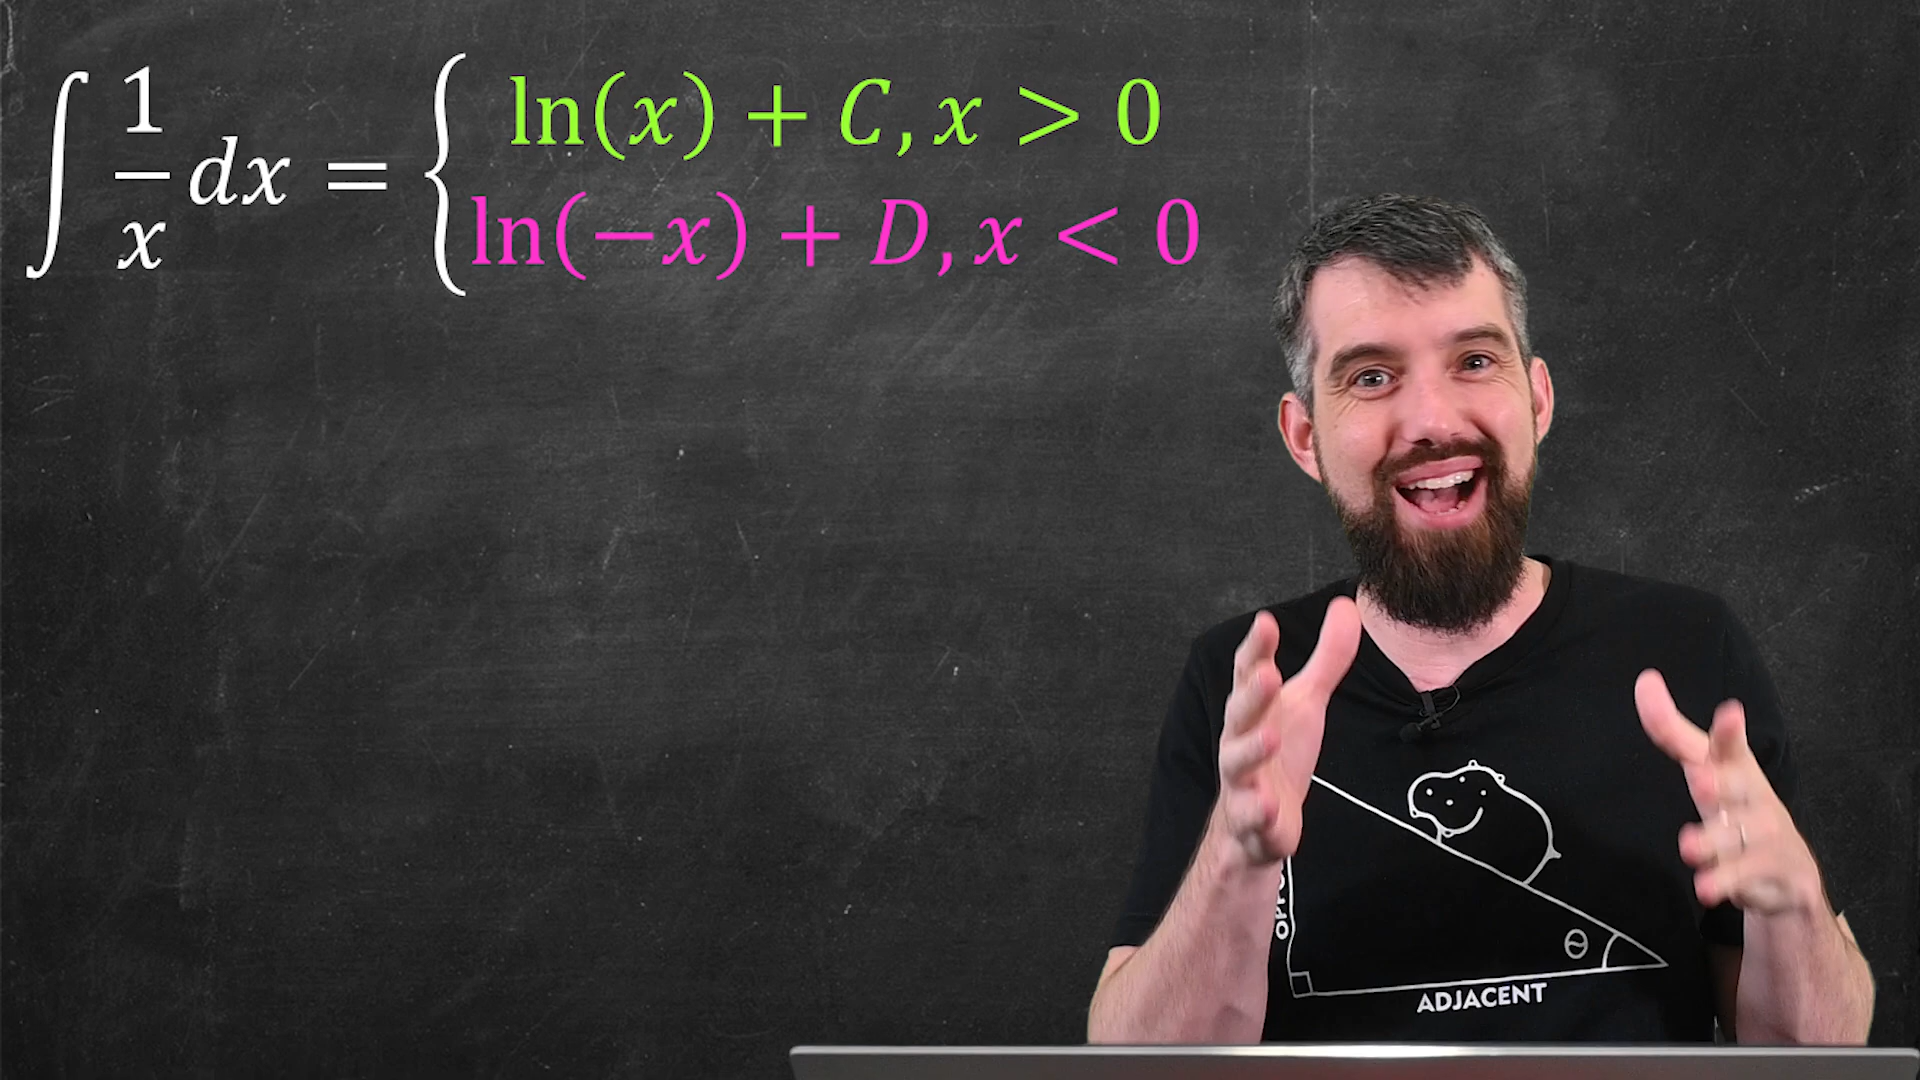 ∫ 1/x dx = { ln(x) + C, x > 0
ln(−x) + D, x < 0
θ
ADJACENT